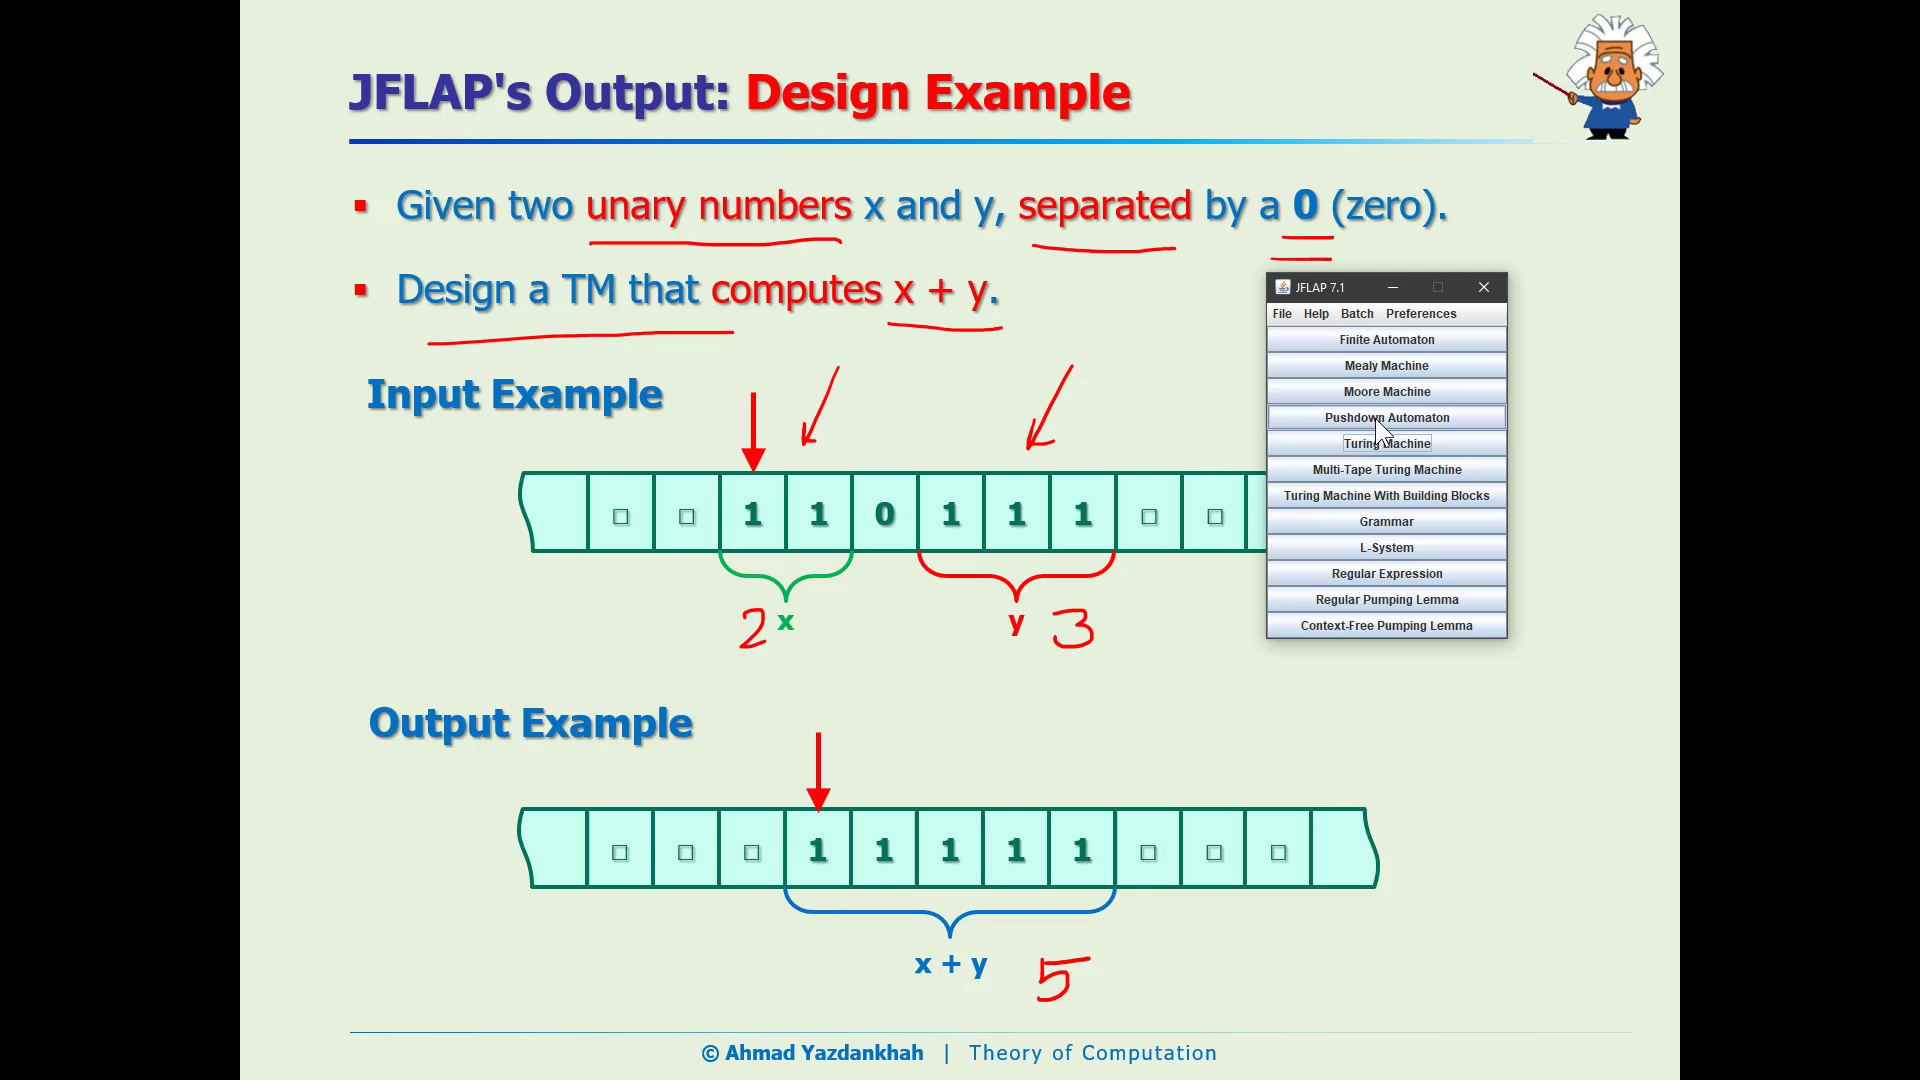 JFLAP's Output: Design Example
▪ Given two unary numbers x and y, separated by a 0 (zero).
▪ Design a TM that computes x + y.
JFLAP 7.1
File Help Batch Preferences
Finite Automaton
Mealy Machine
Moore Machine
Pushdown Automaton
Turing Machine
Multi-Tape Turing Machine
Turing Machine With Building Blocks
Grammar
L-System
Regular Expression
Regular Pumping Lemma
Context-Free Pumping Lemma
Input Example
□ □ 1 1 0 1 1 1 □ □
2 x y 3
Output Example
□ □ □ 1 1 1 1 1 □ □ □
x + y 5
© Ahmad Yazdankhah | Theory of Computation